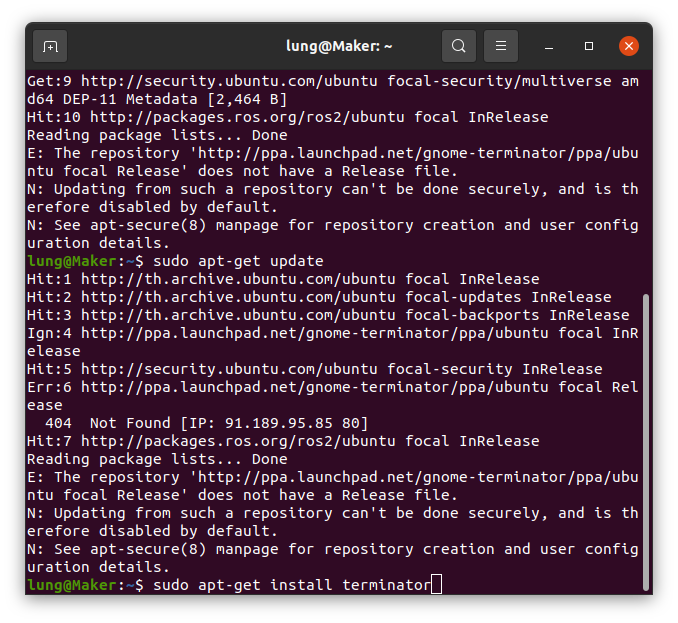 lung@Maker: ~
Get:9 http://security.ubuntu.com/ubuntu focal-security/multiverse am
d64 DEP-11 Metadata [2,464 B]
Hit:10 http://packages.ros.org/ros2/ubuntu focal InRelease
Reading package lists... Done
E: The repository 'http://ppa.launchpad.net/gnome-terminator/ppa/ubu
ntu focal Release' does not have a Release file.
N: Updating from such a repository can't be done securely, and is th
erefore disabled by default.
N: See apt-secure(8) manpage for repository creation and user config
uration details.
lung@Maker:~$ sudo apt-get update
Hit:1 http://th.archive.ubuntu.com/ubuntu focal InRelease
Hit:2 http://th.archive.ubuntu.com/ubuntu focal-updates InRelease
Hit:3 http://th.archive.ubuntu.com/ubuntu focal-backports InRelease
Ign:4 http://ppa.launchpad.net/gnome-terminator/ppa/ubuntu focal InR
elease
Hit:5 http://security.ubuntu.com/ubuntu focal-security InRelease
Err:6 http://ppa.launchpad.net/gnome-terminator/ppa/ubuntu focal Rel
ease
  404  Not Found [IP: 91.189.95.85 80]
Hit:7 http://packages.ros.org/ros2/ubuntu focal InRelease
Reading package lists... Done
E: The repository 'http://ppa.launchpad.net/gnome-terminator/ppa/ubu
ntu focal Release' does not have a Release file.
N: Updating from such a repository can't be done securely, and is th
erefore disabled by default.
N: See apt-secure(8) manpage for repository creation and user config
uration details.
lung@Maker:~$ sudo apt-get install terminator